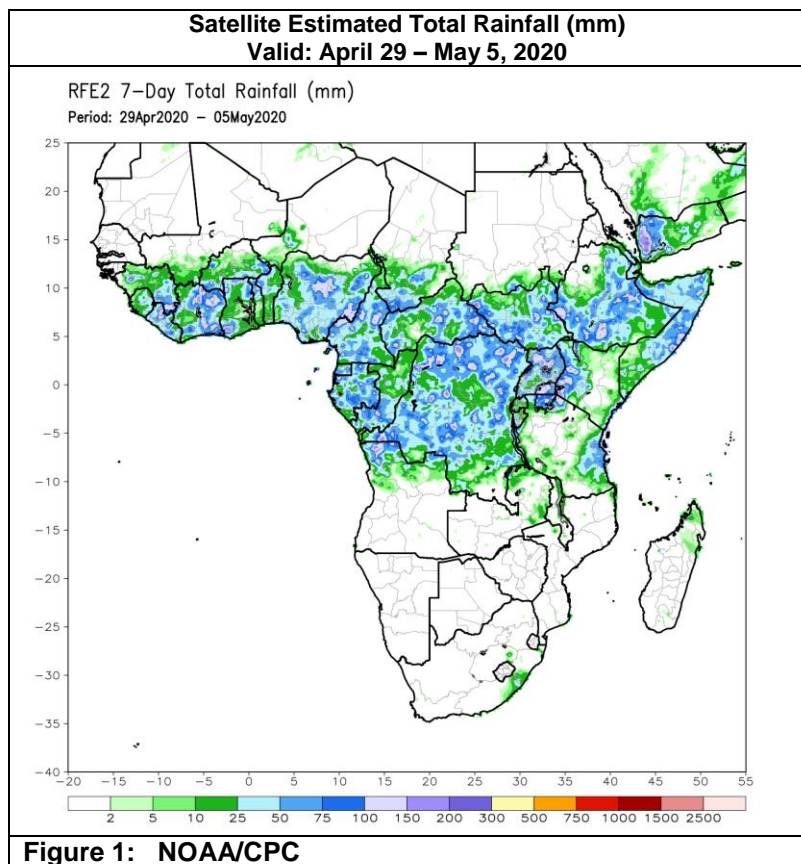 Satellite Estimated Total Rainfall (mm)
Valid: April 29 – May 5, 2020
RFE2 7-Day Total Rainfall (mm)
Period: 29Apr2020 – 05May2020
25
20
15
10
5
0
-5
-10
-15
-20
-25
-30
-35
-40
-20 -15 -10 -5 0 5 10 15 20 25 30 35 40 45 50 55
2 5 10 25 50 75 100 150 200 300 500 750 1000 1500 2500
Figure 1: NOAA/CPC